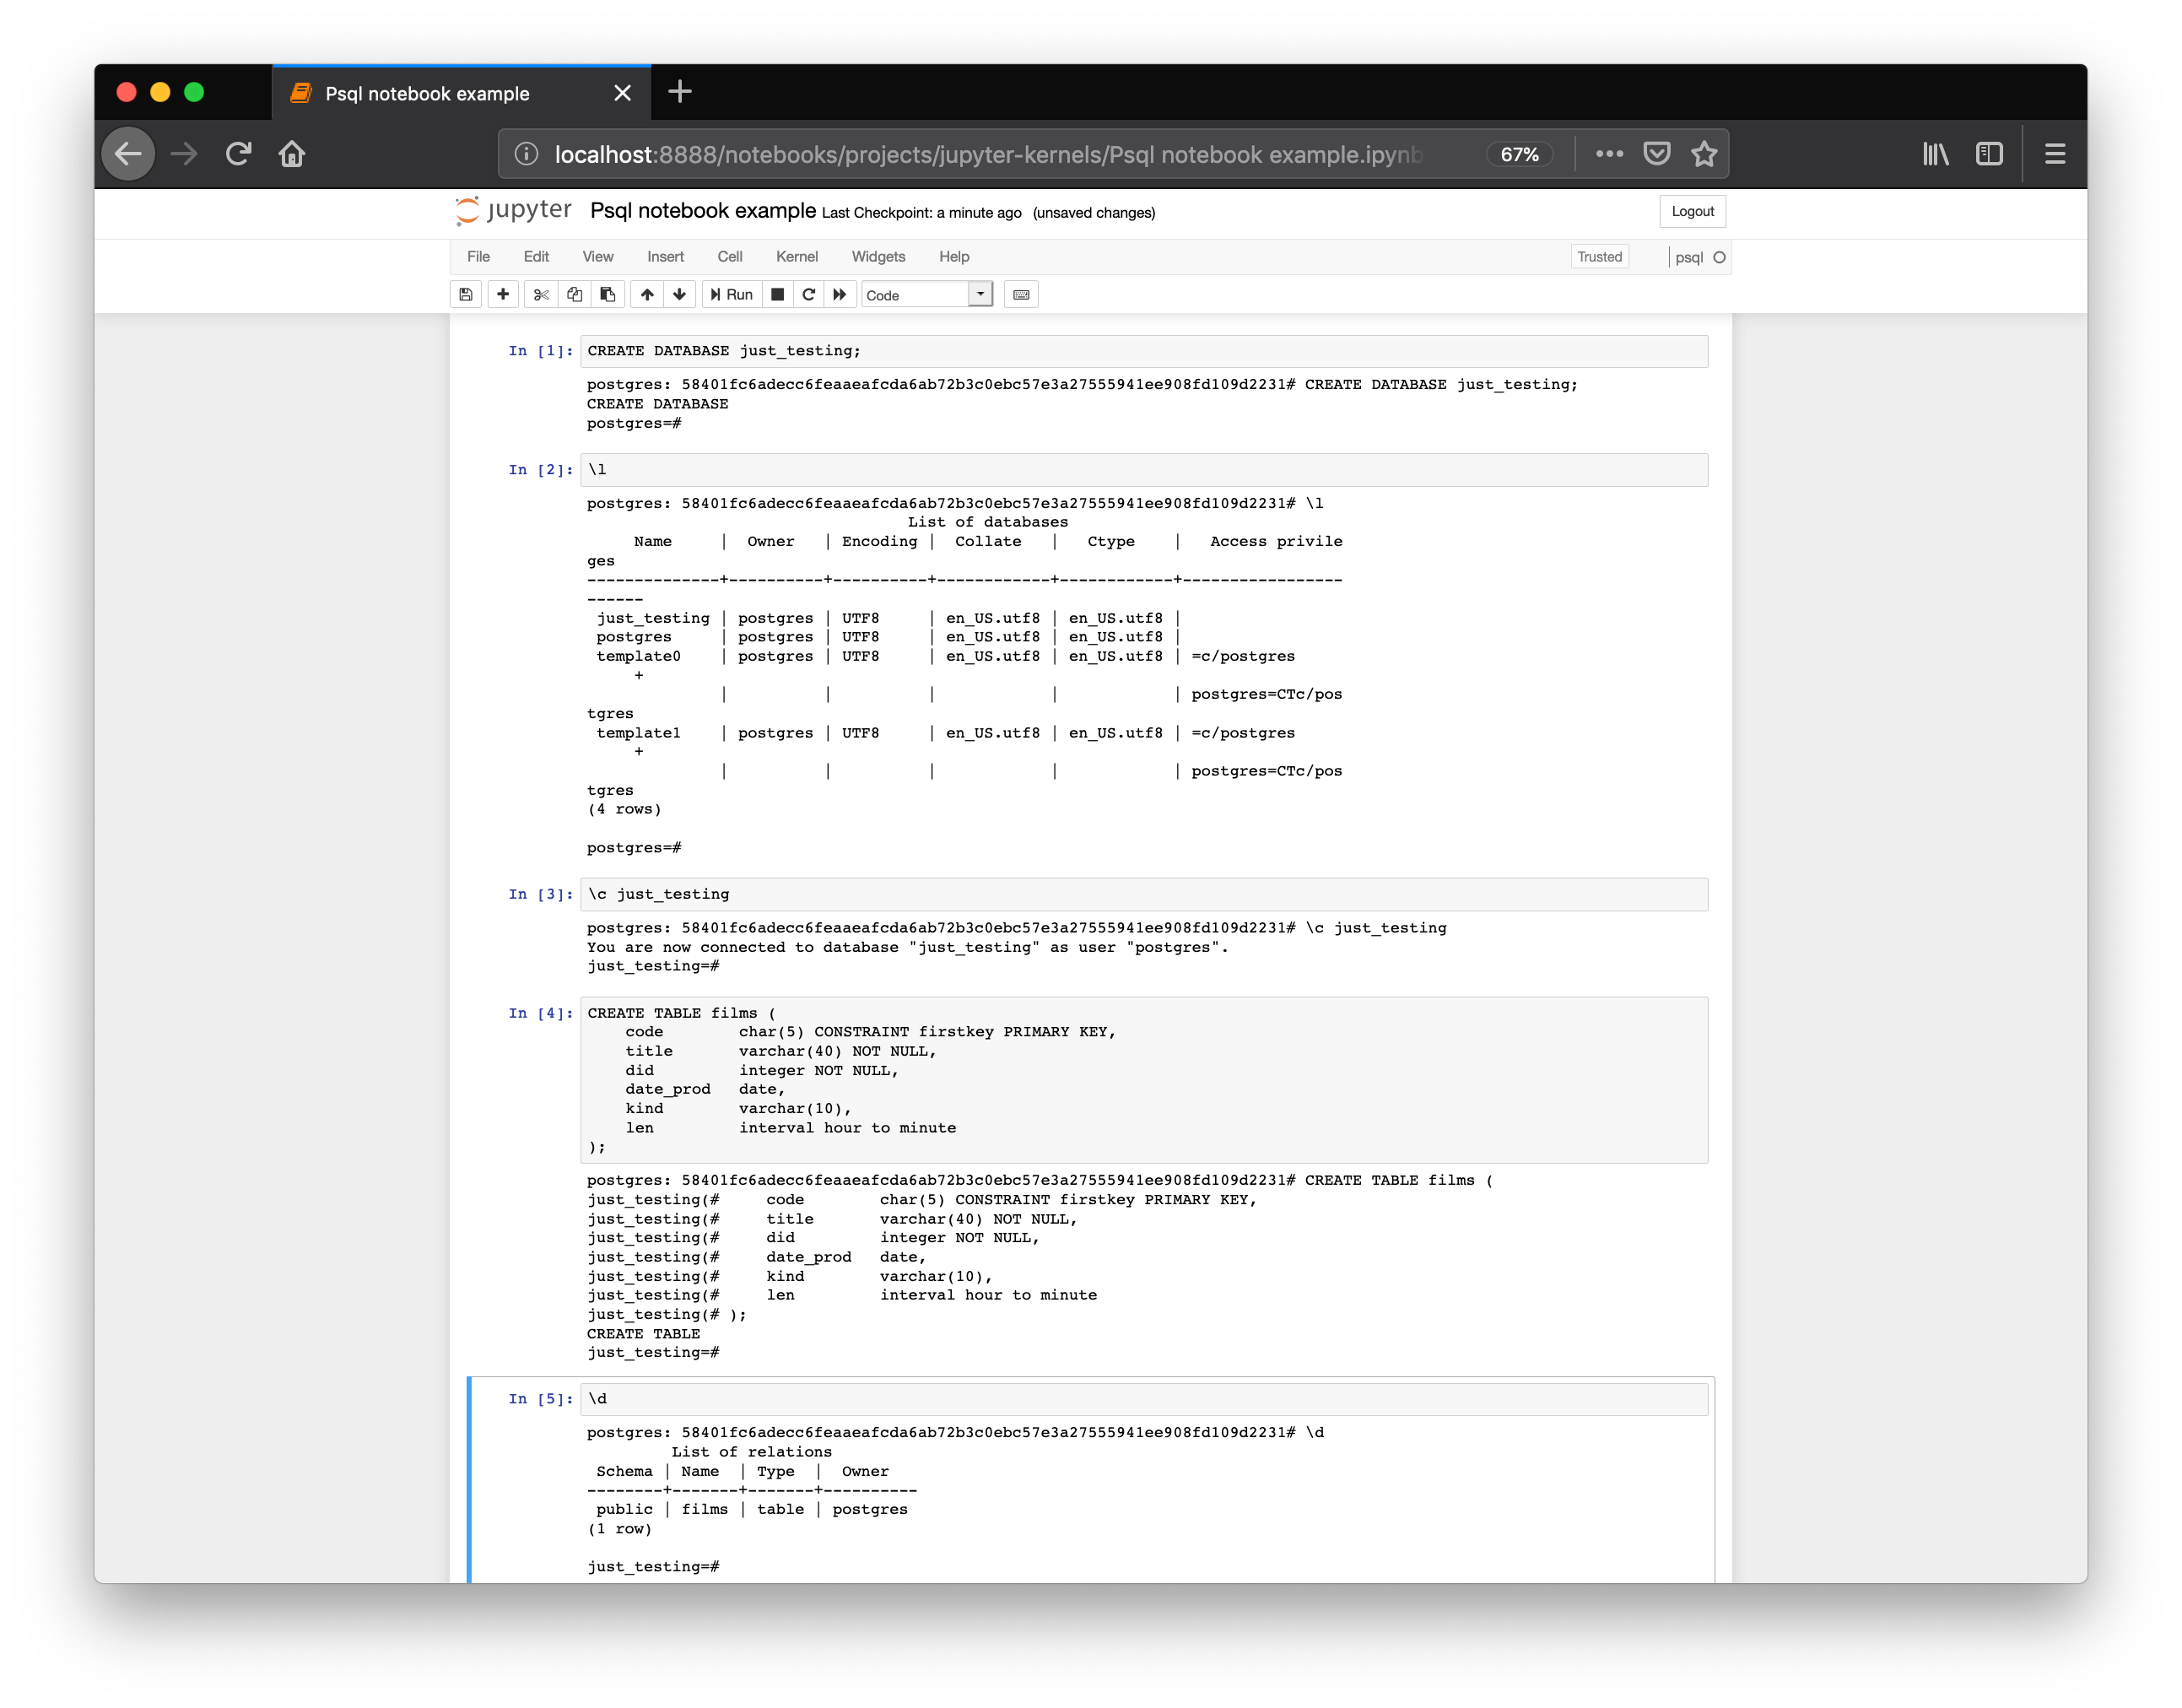 Psql notebook example
localhost:8888/notebooks/projects/jupyter-kernels/Psql notebook example.ipynb 67%
jupyter Psql notebook example Last Checkpoint: a minute ago (unsaved changes) Logout
File Edit View Insert Cell Kernel Widgets Help Trusted psql
Run Code
In [1]: CREATE DATABASE just_testing;
postgres: 58401fc6adecc6feaaeafcda6ab72b3c0ebc57e3a27555941ee908fd109d2231# CREATE DATABASE just_testing;
CREATE DATABASE
postgres=#
In [2]: \l
postgres: 58401fc6adecc6feaaeafcda6ab72b3c0ebc57e3a27555941ee908fd109d2231# \l
                                  List of databases
     Name     |  Owner   | Encoding |  Collate   |   Ctype    |   Access privile
ges
--------------+----------+----------+------------+------------+-----------------
------
 just_testing | postgres | UTF8     | en_US.utf8 | en_US.utf8 |
 postgres     | postgres | UTF8     | en_US.utf8 | en_US.utf8 |
 template0    | postgres | UTF8     | en_US.utf8 | en_US.utf8 | =c/postgres
     +
              |          |          |            |            | postgres=CTc/pos
tgres
 template1    | postgres | UTF8     | en_US.utf8 | en_US.utf8 | =c/postgres
     +
              |          |          |            |            | postgres=CTc/pos
tgres
(4 rows)
postgres=#
In [3]: \c just_testing
postgres: 58401fc6adecc6feaaeafcda6ab72b3c0ebc57e3a27555941ee908fd109d2231# \c just_testing
You are now connected to database "just_testing" as user "postgres".
just_testing=#
In [4]: CREATE TABLE films (
    code        char(5) CONSTRAINT firstkey PRIMARY KEY,
    title       varchar(40) NOT NULL,
    did         integer NOT NULL,
    date_prod   date,
    kind        varchar(10),
    len         interval hour to minute
);
postgres: 58401fc6adecc6feaaeafcda6ab72b3c0ebc57e3a27555941ee908fd109d2231# CREATE TABLE films (
just_testing(#     code        char(5) CONSTRAINT firstkey PRIMARY KEY,
just_testing(#     title       varchar(40) NOT NULL,
just_testing(#     did         integer NOT NULL,
just_testing(#     date_prod   date,
just_testing(#     kind        varchar(10),
just_testing(#     len         interval hour to minute
just_testing(# );
CREATE TABLE
just_testing=#
In [5]: \d
postgres: 58401fc6adecc6feaaeafcda6ab72b3c0ebc57e3a27555941ee908fd109d2231# \d
         List of relations
 Schema | Name  | Type  |  Owner
--------+-------+-------+----------
 public | films | table | postgres
(1 row)
just_testing=#